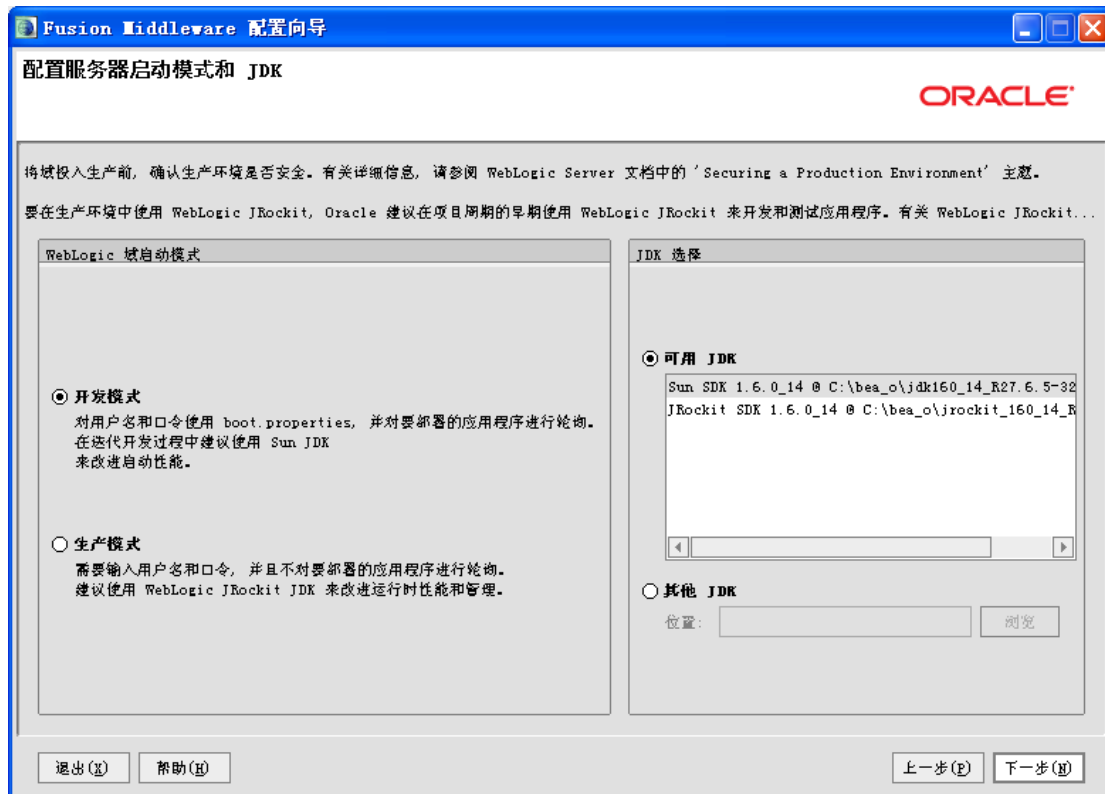 Fusion Middleware 配置向导
配置服务器启动模式和 JDK
ORACLE
将域投入生产前, 确认生产环境是否安全。有关详细信息, 请参阅 WebLogic Server 文档中的 'Securing a Production Environment' 主题。
要在生产环境中使用 WebLogic JRockit, Oracle 建议在项目周期的早期使用 WebLogic JRockit 来开发和测试应用程序。有关 WebLogic JRockit...
WebLogic 域启动模式
开发模式
对用户名和口令使用 boot.properties, 并对要部署的应用程序进行轮询。
在迭代开发过程中建议使用 Sun JDK
来改进启动性能。
生产模式
需要输入用户名和口令, 并且不对要部署的应用程序进行轮询。
建议使用 WebLogic JRockit JDK 来改进运行时性能和管理。
JDK 选择
可用 JDK
Sun SDK 1.6.0_14 @ C:\bea_o\jdk160_14_R27.6.5-32
JRockit SDK 1.6.0_14 @ C:\bea_o\jrockit_160_14_R
其他 JDK
位置:
浏览
退出(X)
帮助(H)
上一步(P)
下一步(N)